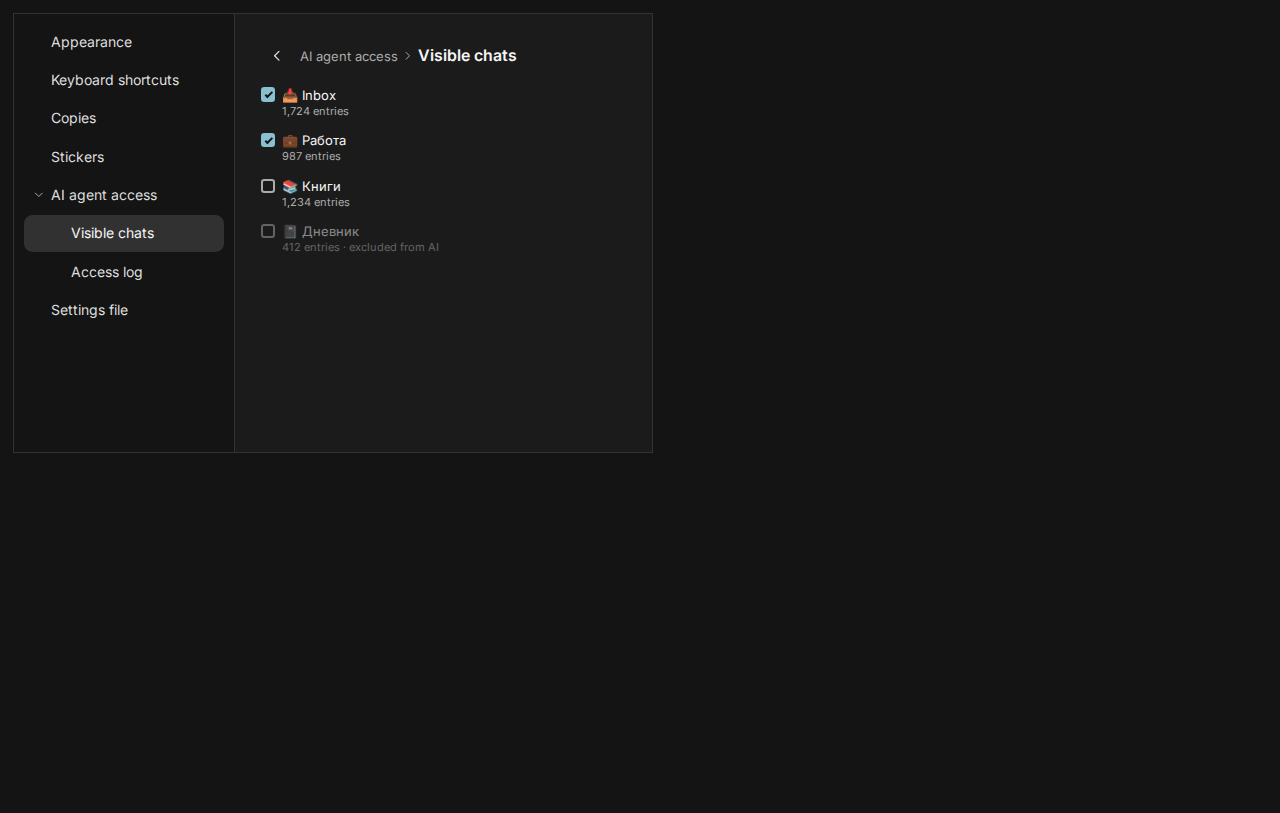 Appearance
Keyboard shortcuts
Copies
Stickers
AI agent access
Visible chats
Access log
Settings file
AI agent access > Visible chats
📥 Inbox
1,724 entries
💼 Работа
987 entries
📚 Книги
1,234 entries
📓 Дневник
412 entries · excluded from AI